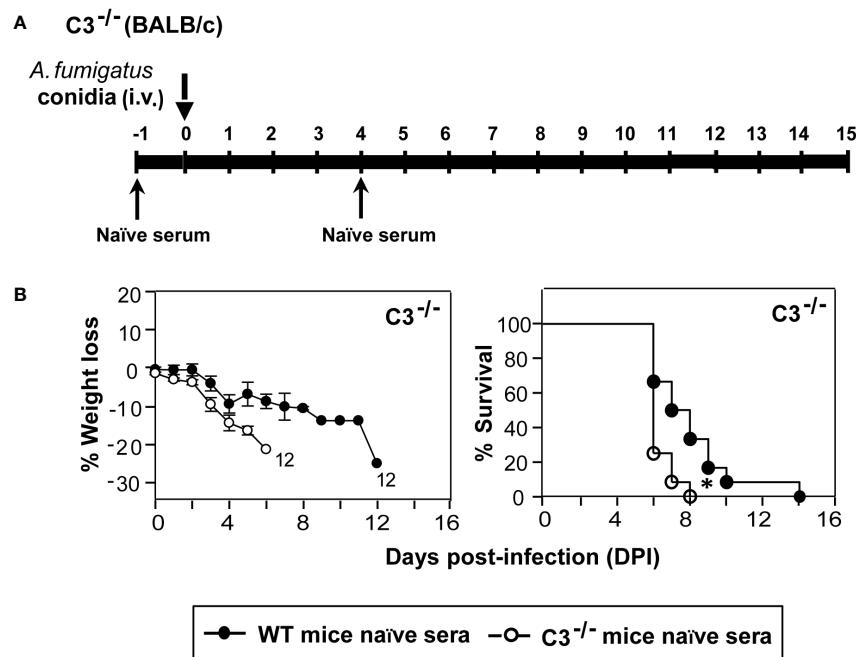 A C3-/- (BALB/c)
A. fumigatus
conidia (i.v.)
-1 0 1 2 3 4 5 6 7 8 9 10 11 12 13 14 15
Naïve serum Naïve serum
B
C3-/-
% Weight loss
20
10
0
-10
-20
-30
12
12
0 4 8 12 16
C3-/-
% Survival
100
80
60
40
20
0
*
0 4 8 12 16
Days post-infection (DPI)
WT mice naïve sera C3-/- mice naïve sera